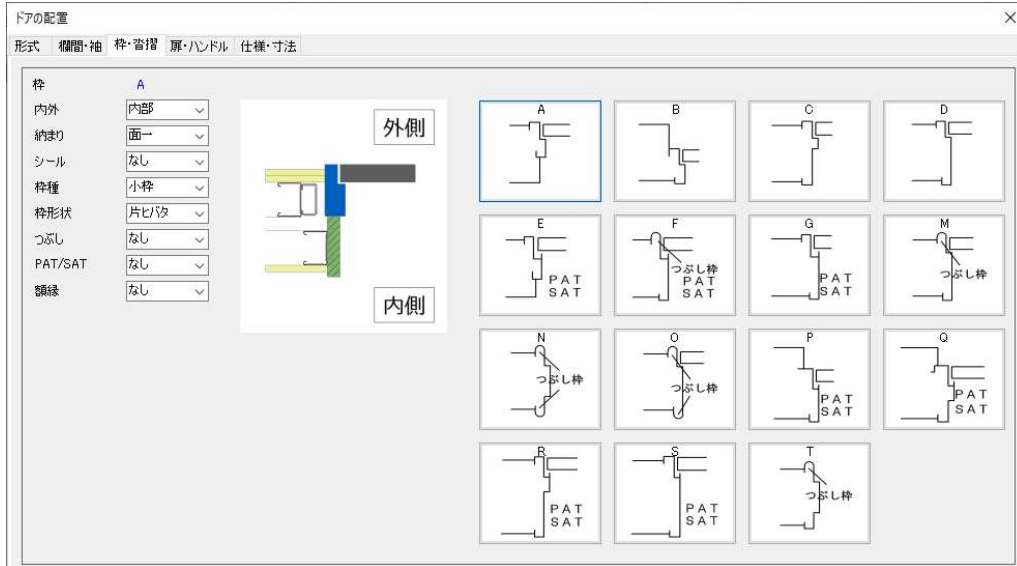 ドアの配置
形式 欄間・袖 枠・沓摺 扉・ハンドル 仕様・寸法
枠 A
内外 内部
納まり 面一
シール なし
枠種 小枠
枠形状 片ヒバタ
つぶし なし
PAT/SAT なし
額縁 なし
外側
内側
A B C D
E F G M
PAT
SAT
つぶし枠
PAT
SAT
PAT
SAT
つぶし枠
N O P Q
つぶし枠
つぶし枠
PAT
SAT
PAT
SAT
R S T
PAT
SAT
PAT
SAT
つぶし枠